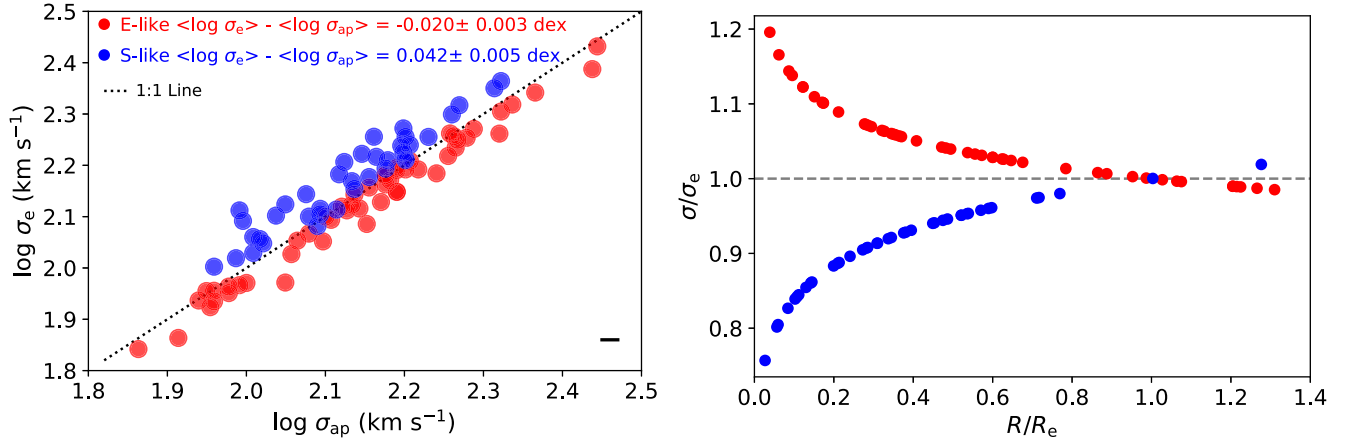 E-like <log σe> - <log σap> = -0.020± 0.003 dex
S-like <log σe> - <log σap> = 0.042± 0.005 dex
1:1 Line
log σe (km s⁻¹)
2.5
2.4
2.3
2.2
2.1
2.0
1.9
1.8
1.8 1.9 2.0 2.1 2.2 2.3 2.4 2.5
log σap (km s⁻¹)
σ/σe
1.2
1.1
1.0
0.9
0.8
0.0 0.2 0.4 0.6 0.8 1.0 1.2 1.4
R/Re